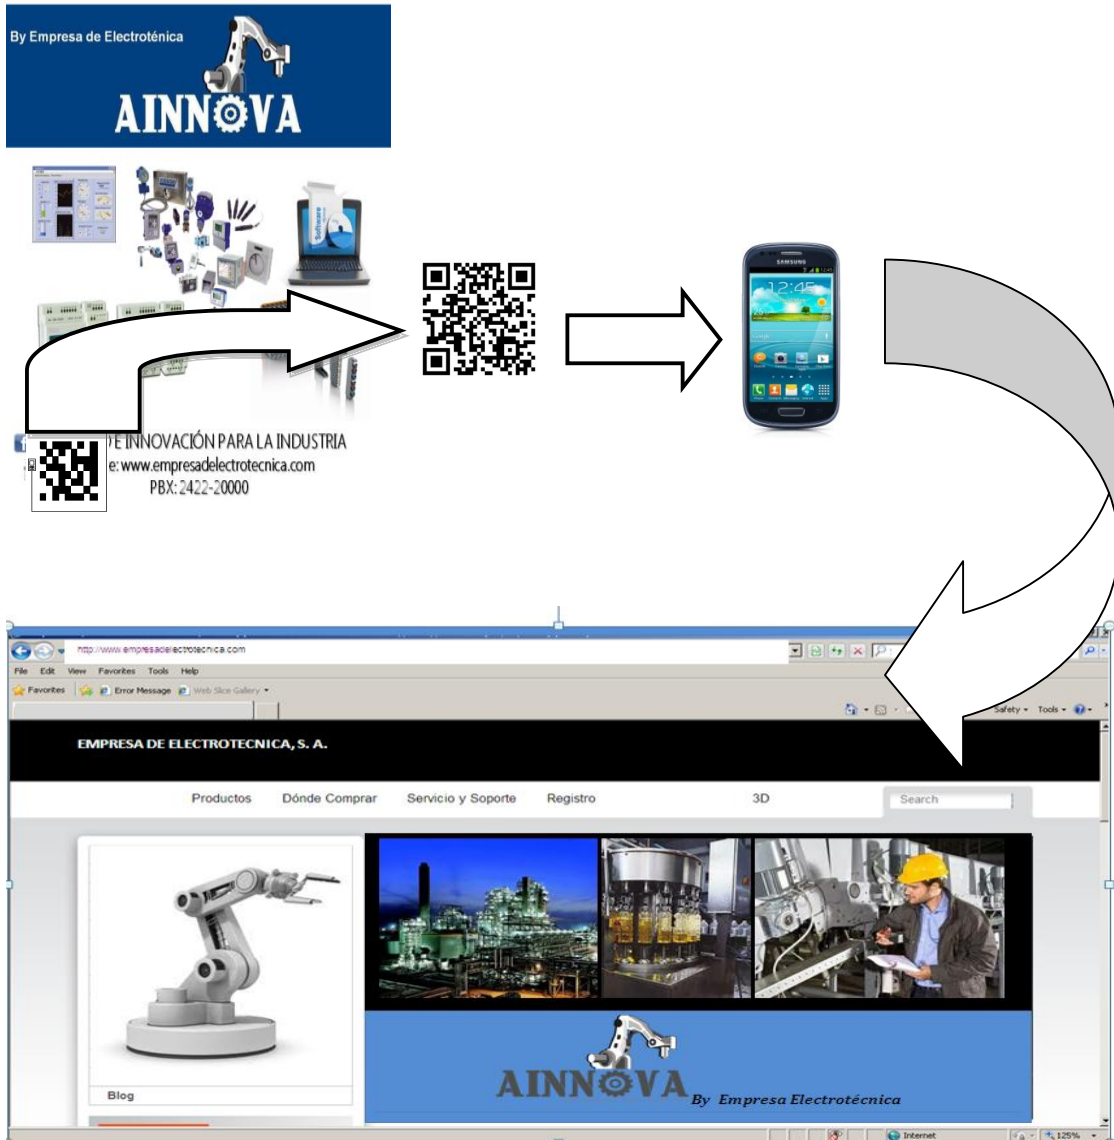 By Empresa de Electroténica
AINNOVA
Software
E INNOVACIÓN PARA LA INDUSTRIA
e: www.empresadelectrotecnica.com
PBX: 2422-20000
SAMSUNG
12:45
http://www.empresadelectrotecnica.com
File Edit View Favorites Tools Help
Favorites Error Message Web Slice Gallery
Safety Tools
EMPRESA DE ELECTROTECNICA, S. A.
Productos Dónde Comprar Servicio y Soporte Registro 3D Search
AINNOVA By Empresa Electrotécnica
Blog
Internet 125%